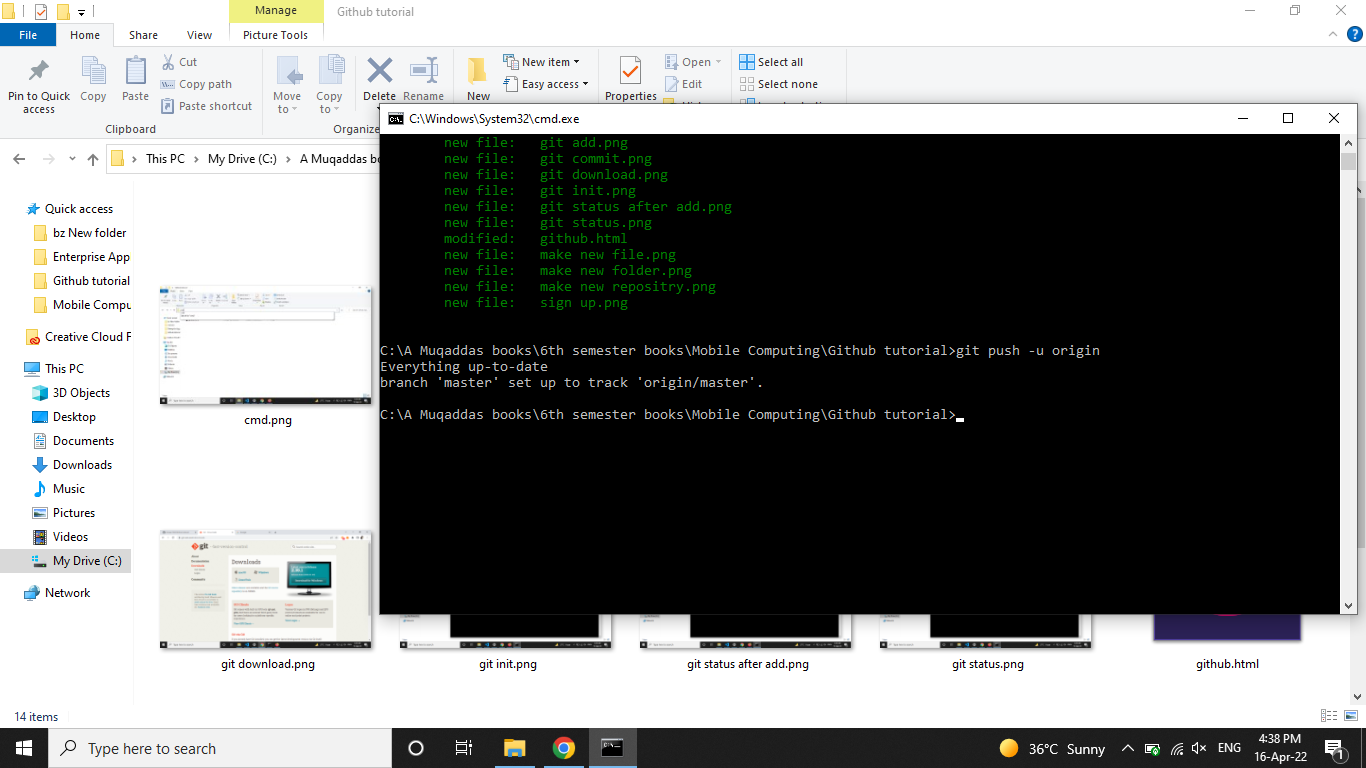 Manage
Github tutorial
File
Home
Share
View
Picture Tools
Pin to Quick access
Copy
Paste
Cut
Copy path
Paste shortcut
Move to
Copy to
Delete
Rename
New
New item
Easy access
Properties
Open
Edit
Select all
Select none
Clipboard
Organize
This PC
My Drive (C:)
A Muqaddas bo
C:\Windows\System32\cmd.exe
new file:   git add.png
new file:   git commit.png
new file:   git download.png
new file:   git init.png
new file:   git status after add.png
new file:   git status.png
modified:   github.html
new file:   make new file.png
new file:   make new folder.png
new file:   make new repositry.png
new file:   sign up.png
C:\A Muqaddas books\6th semester books\Mobile Computing\Github tutorial>git push -u origin
Everything up-to-date
branch 'master' set up to track 'origin/master'.
C:\A Muqaddas books\6th semester books\Mobile Computing\Github tutorial>
Quick access
bz New folder
Enterprise App
Github tutorial
Mobile Compu
Creative Cloud F
This PC
3D Objects
Desktop
Documents
Downloads
Music
Pictures
Videos
My Drive (C:)
Network
cmd.png
git
Downloads
git download.png
git init.png
git status after add.png
git status.png
github.html
14 items
Type here to search
36°C Sunny
ENG
4:38 PM
16-Apr-22
1